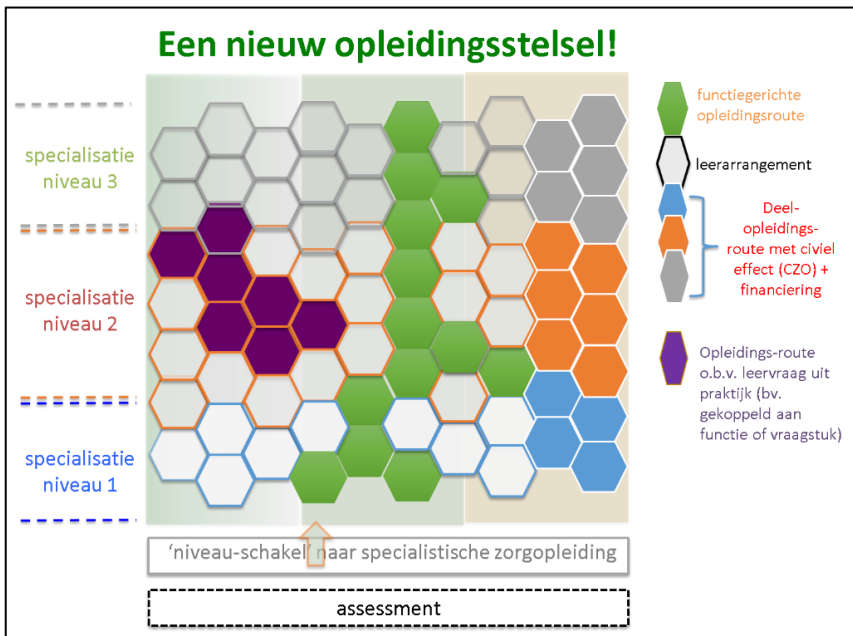 Een nieuw opleidingsstelsel!
specialisatie
niveau 3
specialisatie
niveau 2
specialisatie
niveau 1
functiegerichte
opleidingsroute
leerarrangement
Deel-
opleidings-
route met civiel
effect (CZO) +
financiering
Opleidings-route
o.b.v. leervraag uit
praktijk (bv.
gekoppeld aan
functie of vraagstuk)
'niveau-schakel' naar specialistische zorgopleiding
assessment